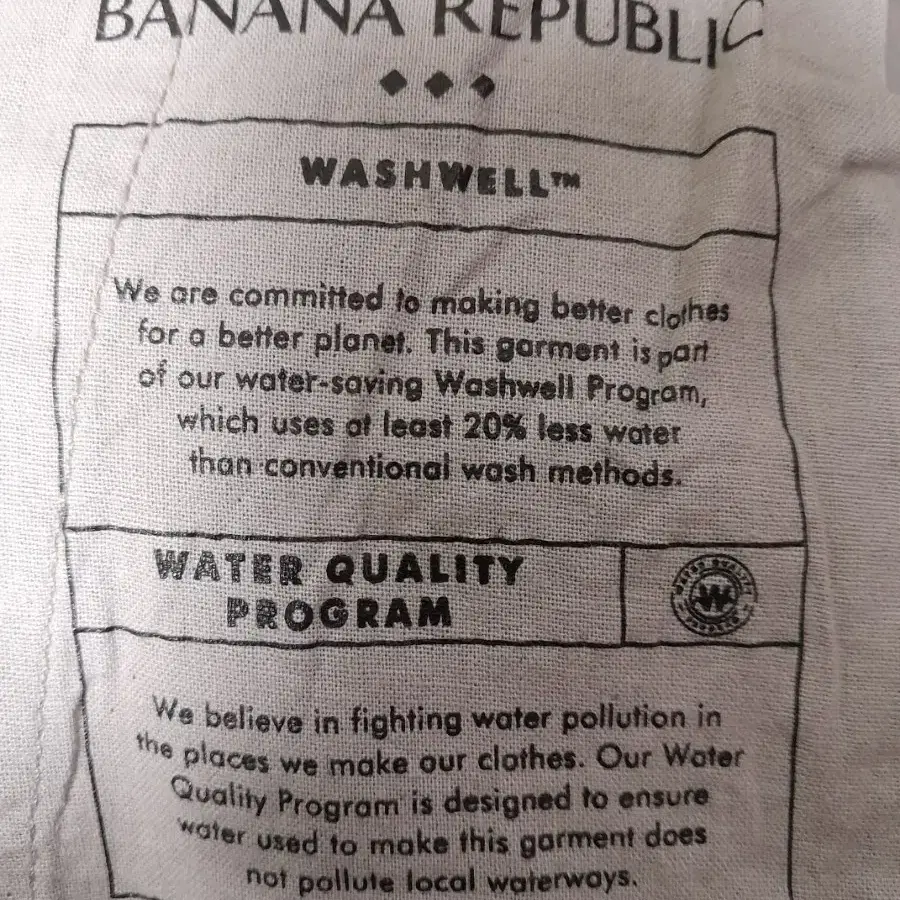 BANANA REPUBLIC
WASHWELL™
We are committed to making better clothes
for a better planet. This garment is part
of our water-saving Washwell Program,
which uses at least 20% less water
than conventional wash methods.
WATER QUALITY
PROGRAM
WATER QUALITY
W
PROGRAM
We believe in fighting water pollution in
the places we make our clothes. Our Water
Quality Program is designed to ensure
water used to make this garment does
not pollute local waterways.